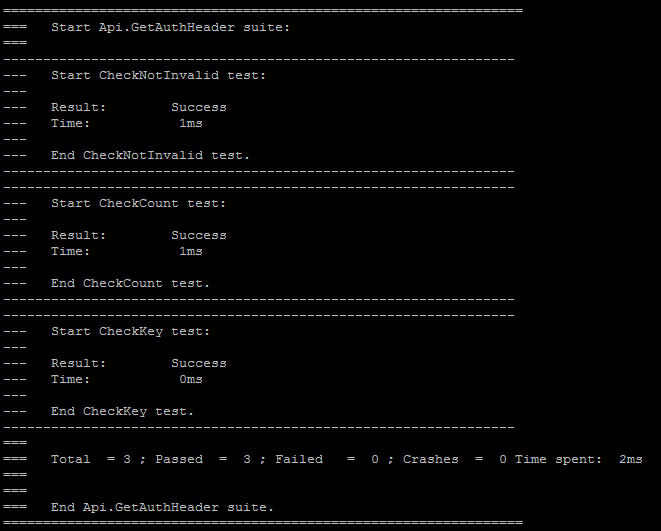 =================================================================
===   Start Api.GetAuthHeader suite:
===
----------------------------------------------------------------
---   Start CheckNotInvalid test:
---
---   Result:        Success
---   Time:           1ms
---
---   End CheckNotInvalid test.
----------------------------------------------------------------
----------------------------------------------------------------
---   Start CheckCount test:
---
---   Result:        Success
---   Time:           1ms
---
---   End CheckCount test.
----------------------------------------------------------------
----------------------------------------------------------------
---   Start CheckKey test:
---
---   Result:        Success
---   Time:           0ms
---
---   End CheckKey test.
----------------------------------------------------------------
===
===   Total  = 3 ; Passed  =  3 ; Failed   =  0 ; Crashes  =  0 Time spent:  2ms
===
===
===   End Api.GetAuthHeader suite.
=================================================================